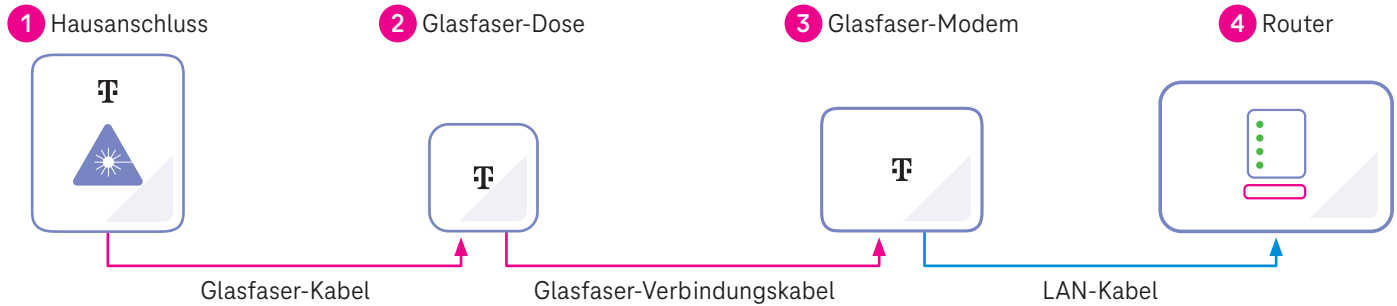 1 Hausanschluss
2 Glasfaser-Dose
3 Glasfaser-Modem
4 Router
T
T
T
Glasfaser-Kabel
Glasfaser-Verbindungskabel
LAN-Kabel